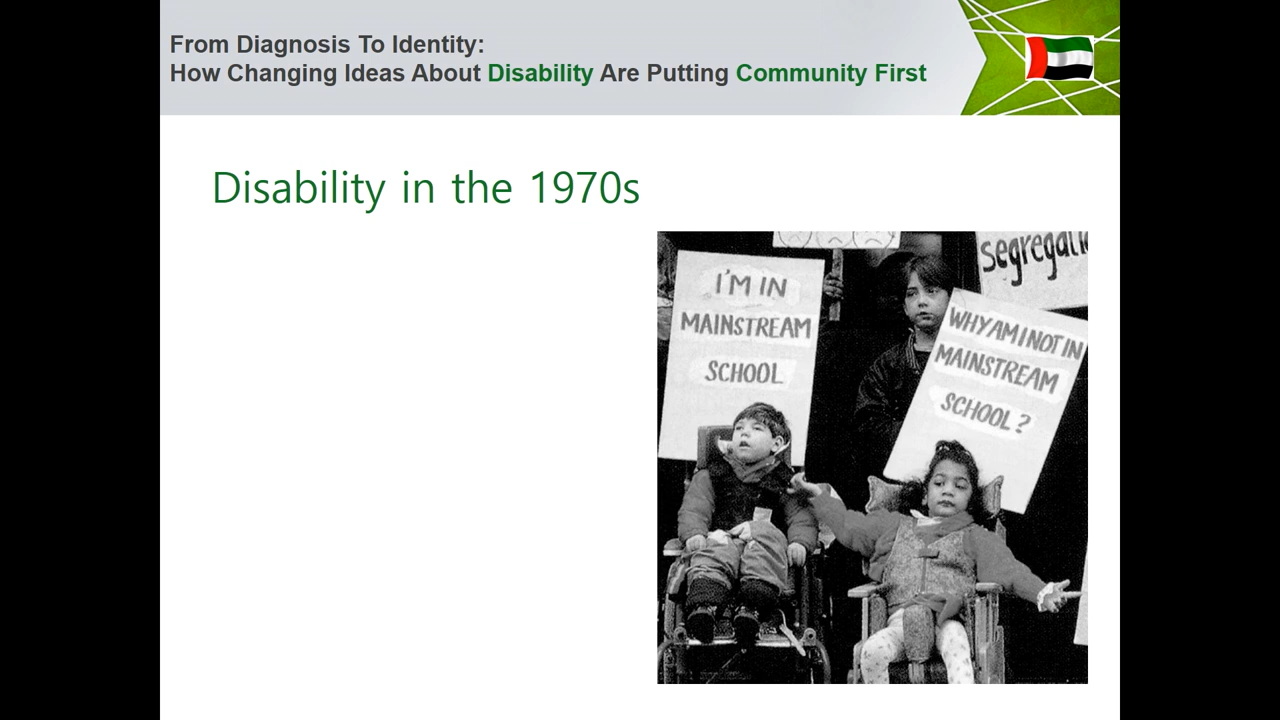 From Diagnosis To Identity:
How Changing Ideas About Disability Are Putting Community First
Disability in the 1970s
I'M IN
MAINSTREAM
SCHOOL
WHY AM I NOT IN
MAINSTREAM
SCHOOL?